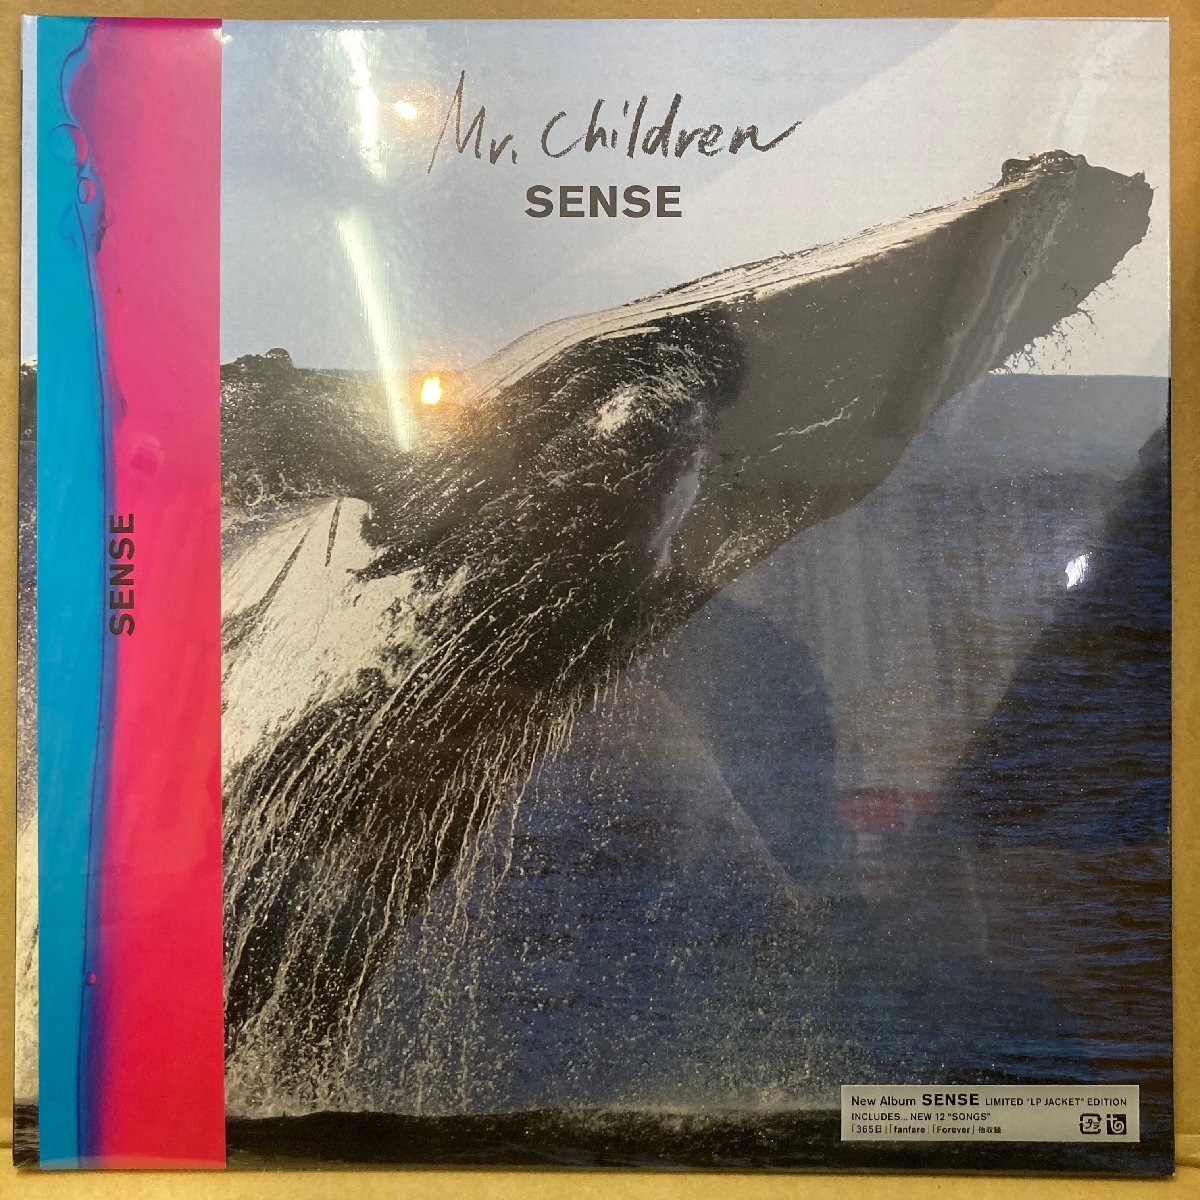 Mr. Children
SENSE
SENSE
New Album SENSE LIMITED "LP JACKET" EDITION
INCLUDES... NEW 12 "SONGS"
「365日」「fanfare」「Forever」他収録